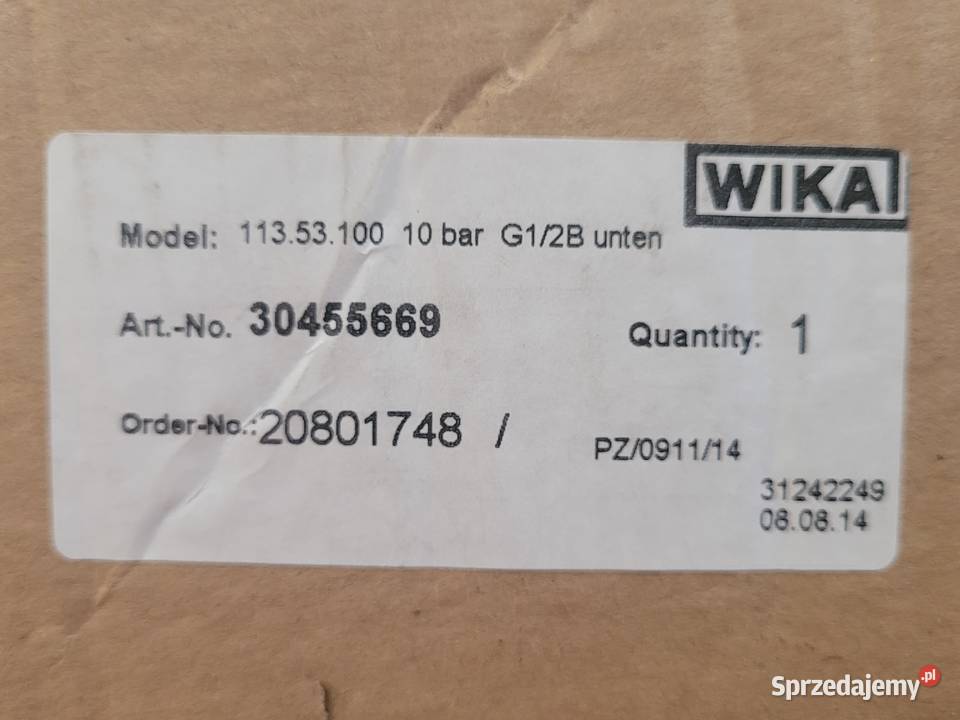 WIKA
Model: 113.53.100 10 bar G1/2B unten
Art.-No. 30455669
Quantity: 1
Order-No.: 20801748 /
PZ/0911/14
31242249
08.08.14
Sprzedajemy.pl